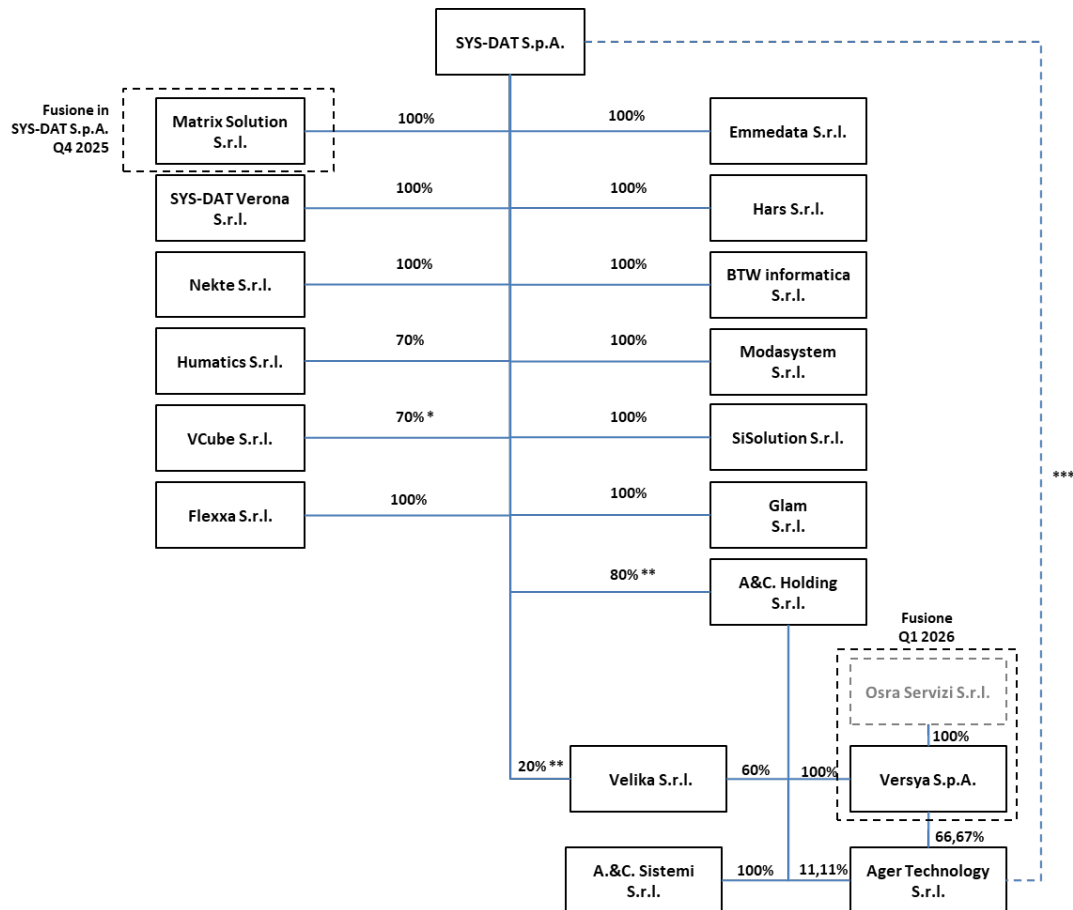 SYS-DAT S.p.A.
Fusione in
SYS-DAT S.p.A.
Q4 2025
Matrix Solution
S.r.l.
100%
100%
Emmedata S.r.l.
SYS-DAT Verona
S.r.l.
100%
100%
Hars S.r.l.
Nekte S.r.l.
100%
100%
BTW informatica
S.r.l.
Humatics S.r.l.
70%
100%
Modasystem
S.r.l.
VCube S.r.l.
70% *
100%
SiSolution S.r.l.
***
Flexxa S.r.l.
100%
100%
Glam
S.r.l.
80% **
A&C. Holding
S.r.l.
Fusione
Q1 2026
Osra Servizi S.r.l.
100%
20% **
Velika S.r.l.
60%
100%
Versya S.p.A.
66,67%
A.&C. Sistemi
S.r.l.
100%
11,11%
Ager Technology
S.r.l.